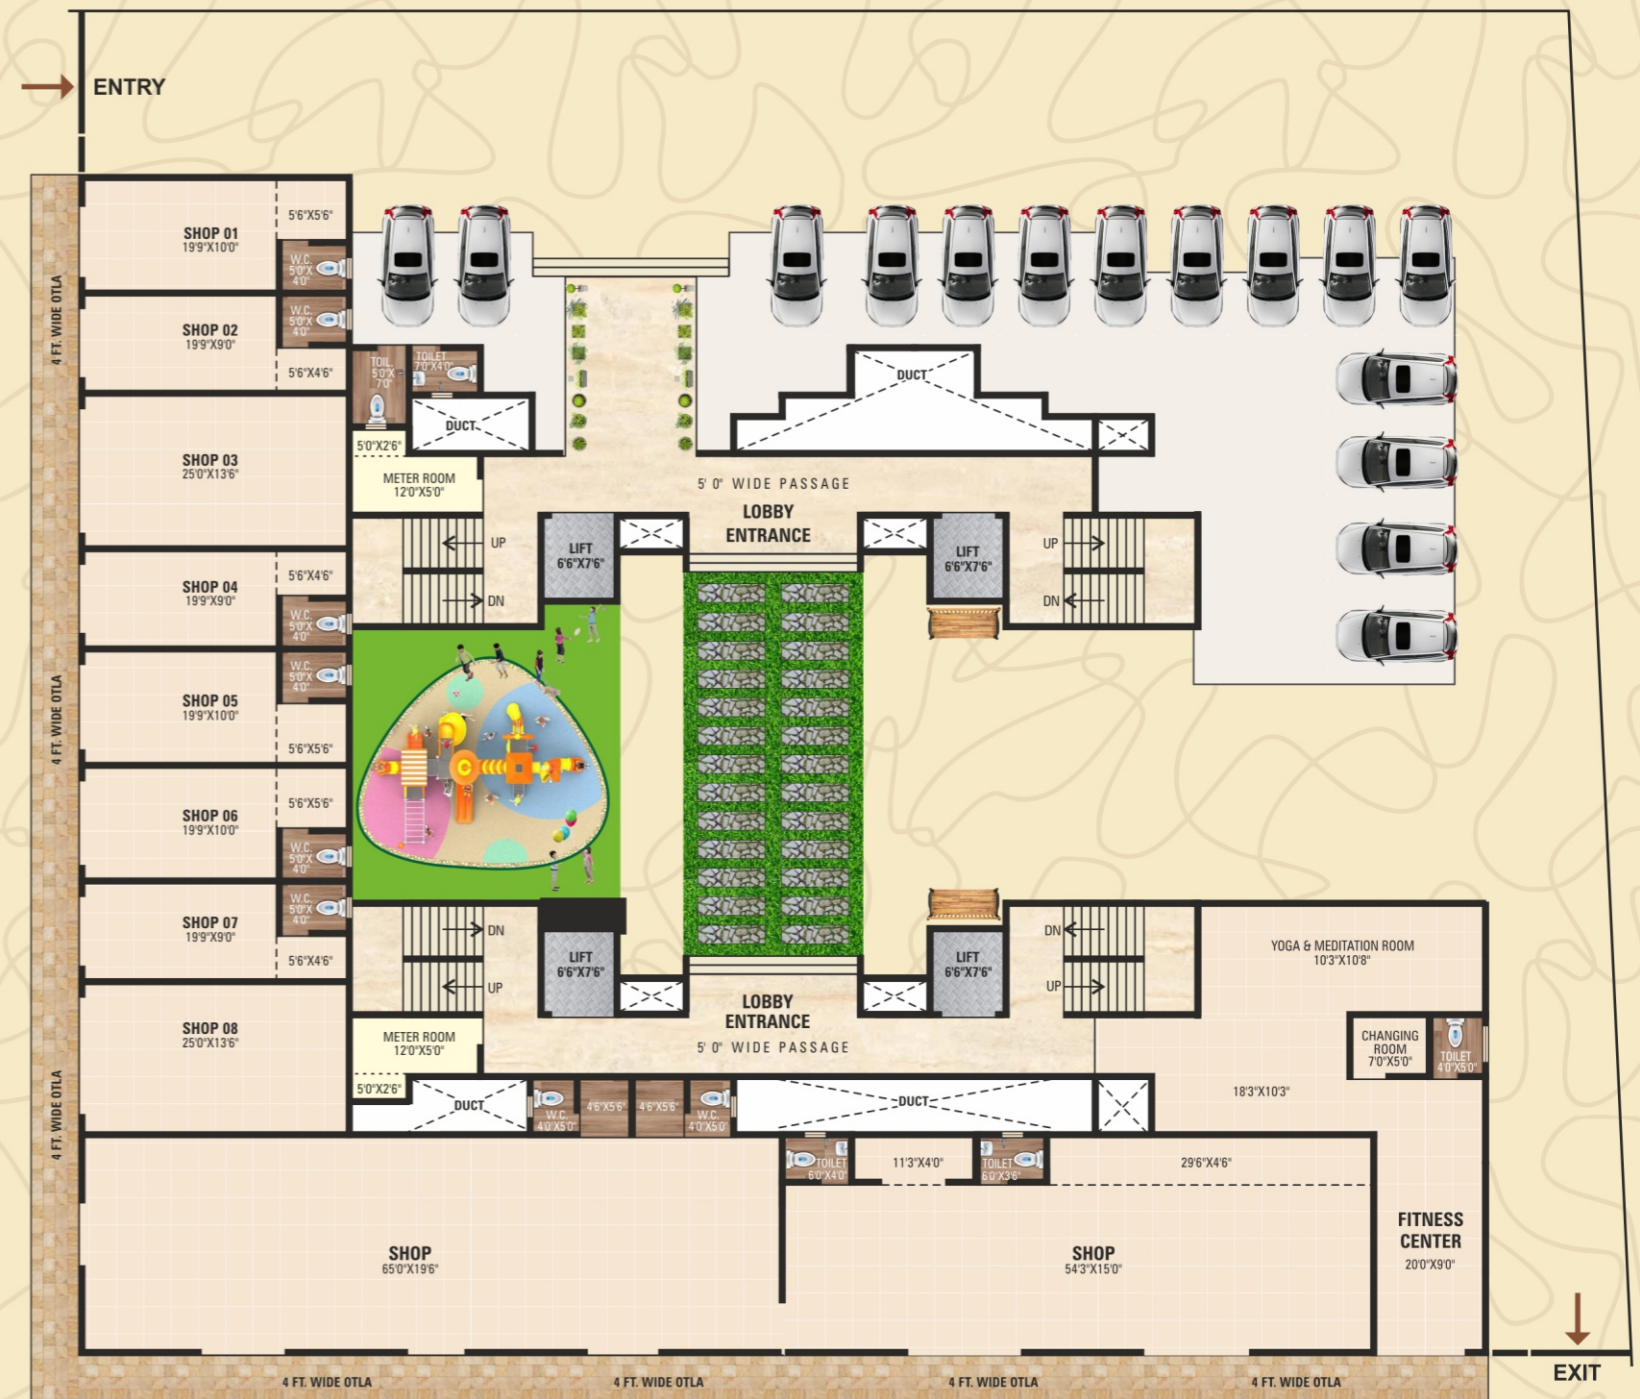 ENTRY
4 FT. WIDE OTLA
4 FT. WIDE OTLA
4 FT. WIDE OTLA
SHOP 01
19'9"X10'0"
5'6"X5'6"
W.C.
5'0"X
4'0"
SHOP 02
19'9"X9'0"
W.C.
5'0"X
4'0"
5'6"X4'6"
SHOP 03
25'0"X13'6"
SHOP 04
19'9"X9'0"
5'6"X4'6"
W.C.
5'0"X
4'0"
SHOP 05
19'9"X10'0"
W.C.
5'0"X
4'0"
5'6"X5'6"
SHOP 06
19'9"X10'0"
5'6"X5'6"
W.C.
5'0"X
4'0"
SHOP 07
19'9"X9'0"
W.C.
5'0"X
4'0"
5'6"X4'6"
SHOP 08
25'0"X13'6"
TOIL.
5'0"X
7'0"
TOILET
7'0"X4'0"
DUCT
5'0"X2'6"
METER ROOM
12'0"X5'0"
DUCT
5' 0" WIDE PASSAGE
LOBBY
ENTRANCE
UP
DN
LIFT
6'6"X7'6"
LIFT
6'6"X7'6"
UP
DN
DN
UP
LIFT
6'6"X7'6"
LIFT
6'6"X7'6"
DN
UP
LOBBY
ENTRANCE
5' 0" WIDE PASSAGE
METER ROOM
12'0"X5'0"
5'0"X2'6"
DUCT
W.C.
4'0"X5'0"
4'6"X5'6"
4'6"X5'6"
W.C.
4'0"X5'0"
DUCT
YOGA & MEDITATION ROOM
10'3"X10'8"
CHANGING
ROOM
7'0"X5'0"
TOILET
4'0"X5'0"
18'3"X10'3"
TOILET
6'0"X4'0"
11'3"X4'0"
TOILET
6'0"X3'6"
29'6"X4'6"
SHOP
65'0"X19'6"
SHOP
54'3"X15'0"
FITNESS
CENTER
20'0"X9'0"
EXIT
4 FT. WIDE OTLA
4 FT. WIDE OTLA
4 FT. WIDE OTLA
4 FT. WIDE OTLA